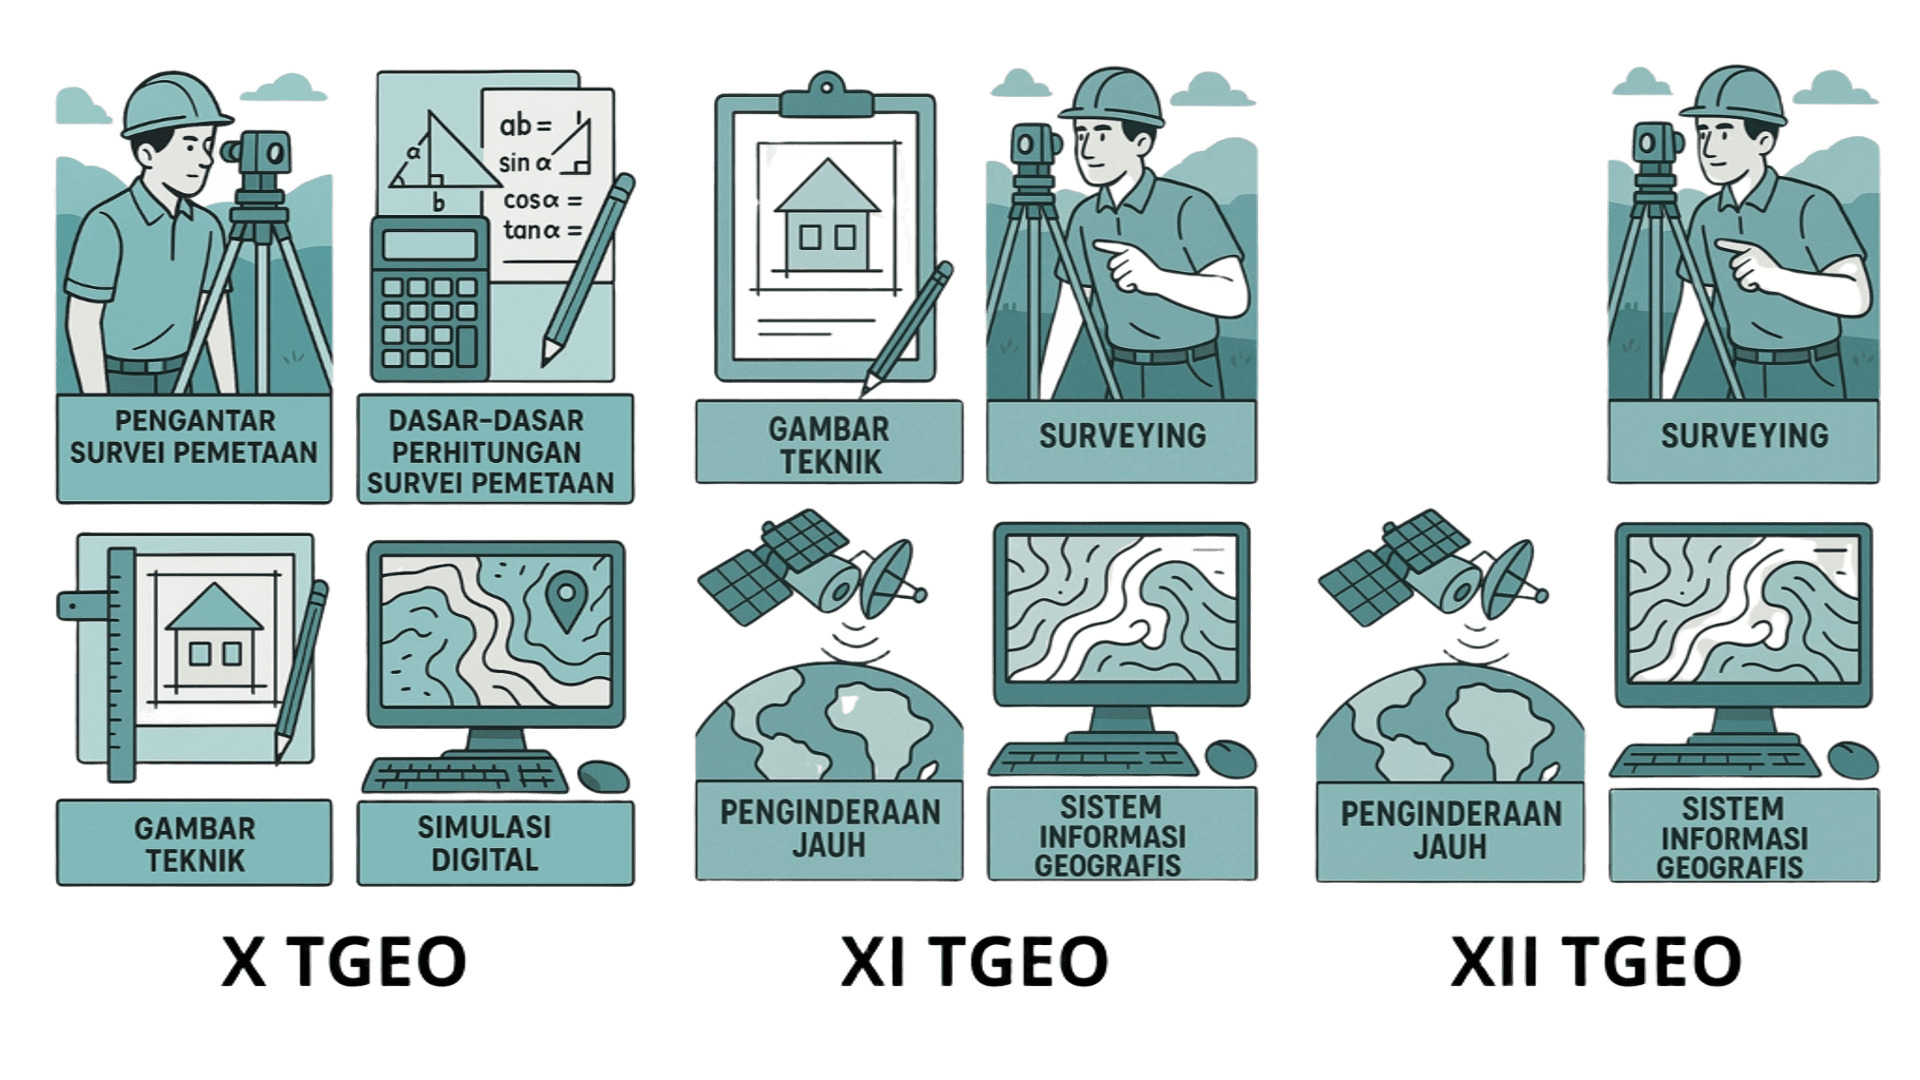 ab =
sin α
cos α =
tan α =
α
b
PENGANTAR
SURVEI PEMETAAN
DASAR-DASAR
PERHITUNGAN
SURVEI PEMETAAN
GAMBAR
TEKNIK
SIMULASI
DIGITAL
X TGEO
GAMBAR
TEKNIK
SURVEYING
PENGINDERAAN
JAUH
SISTEM
INFORMASI
GEOGRAFIS
XI TGEO
SURVEYING
PENGINDERAAN
JAUH
SISTEM
INFORMASI
GEOGRAFIS
XII TGEO